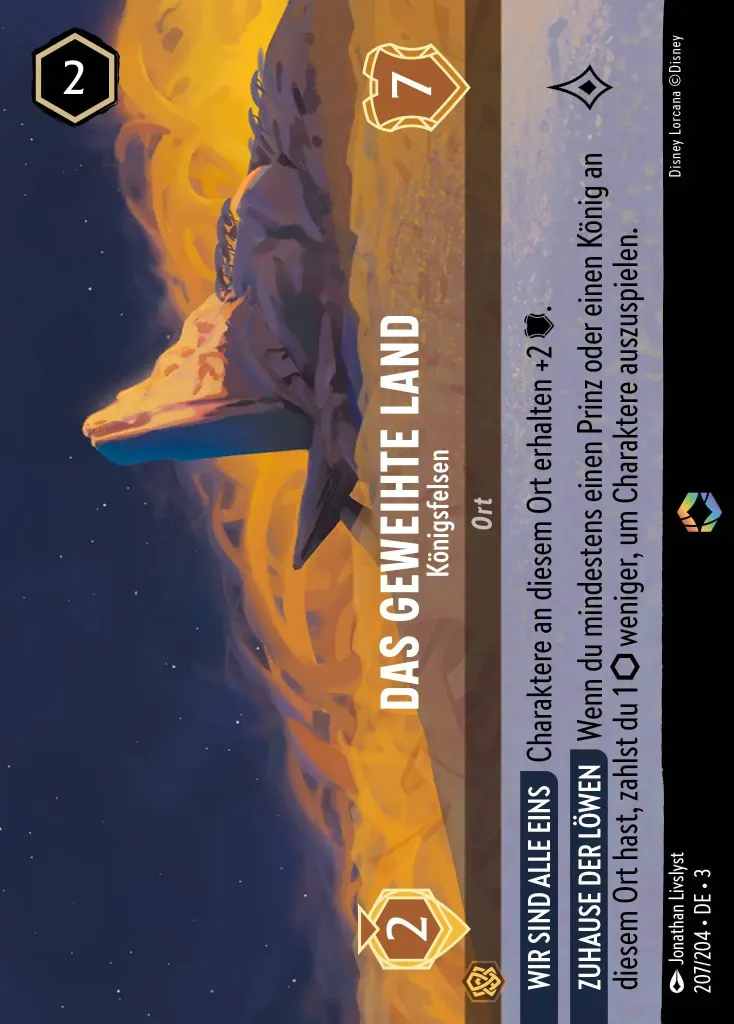 2
7
DAS GEWEIHTE LAND
Königsfelsen
2
Ort
WIR SIND ALLE EINS Charaktere an diesem Ort erhalten +2.
ZUHAUSE DER LÖWEN Wenn du mindestens einen Prinz oder einen König an
diesem Ort hast, zahlst du 1 weniger, um Charaktere auszuspielen.
Jonathan Livslyst
207/204 • DE • 3
Disney Lorcana ©Disney